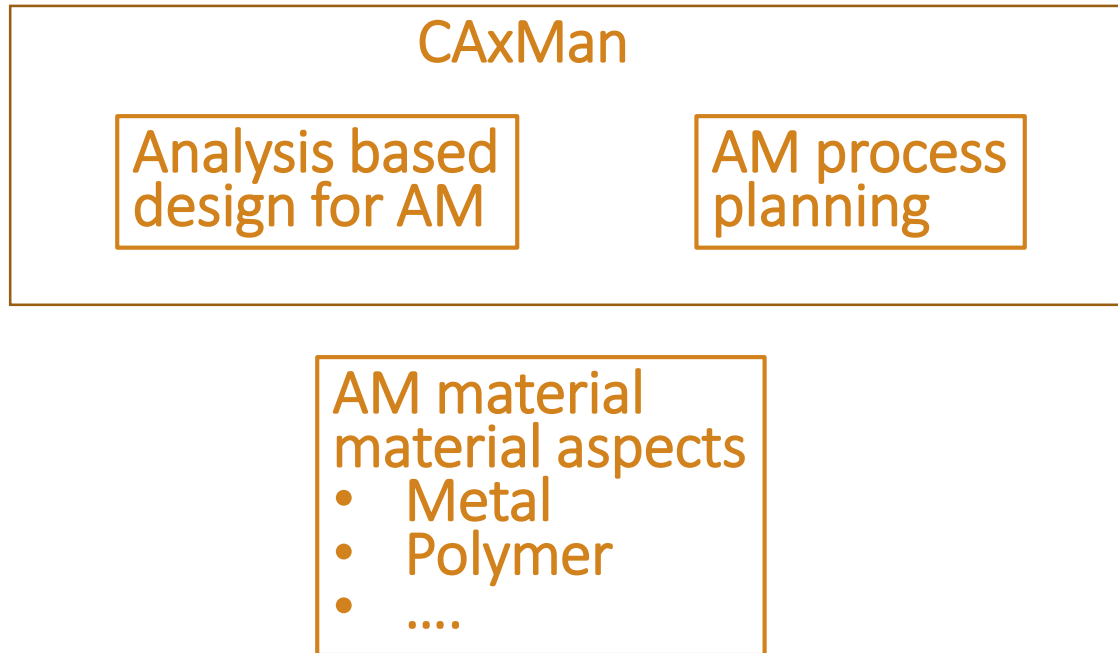 CAxMan
Analysis based
design for AM
AM process
planning
AM material
material aspects
• Metal
• Polymer
• ....